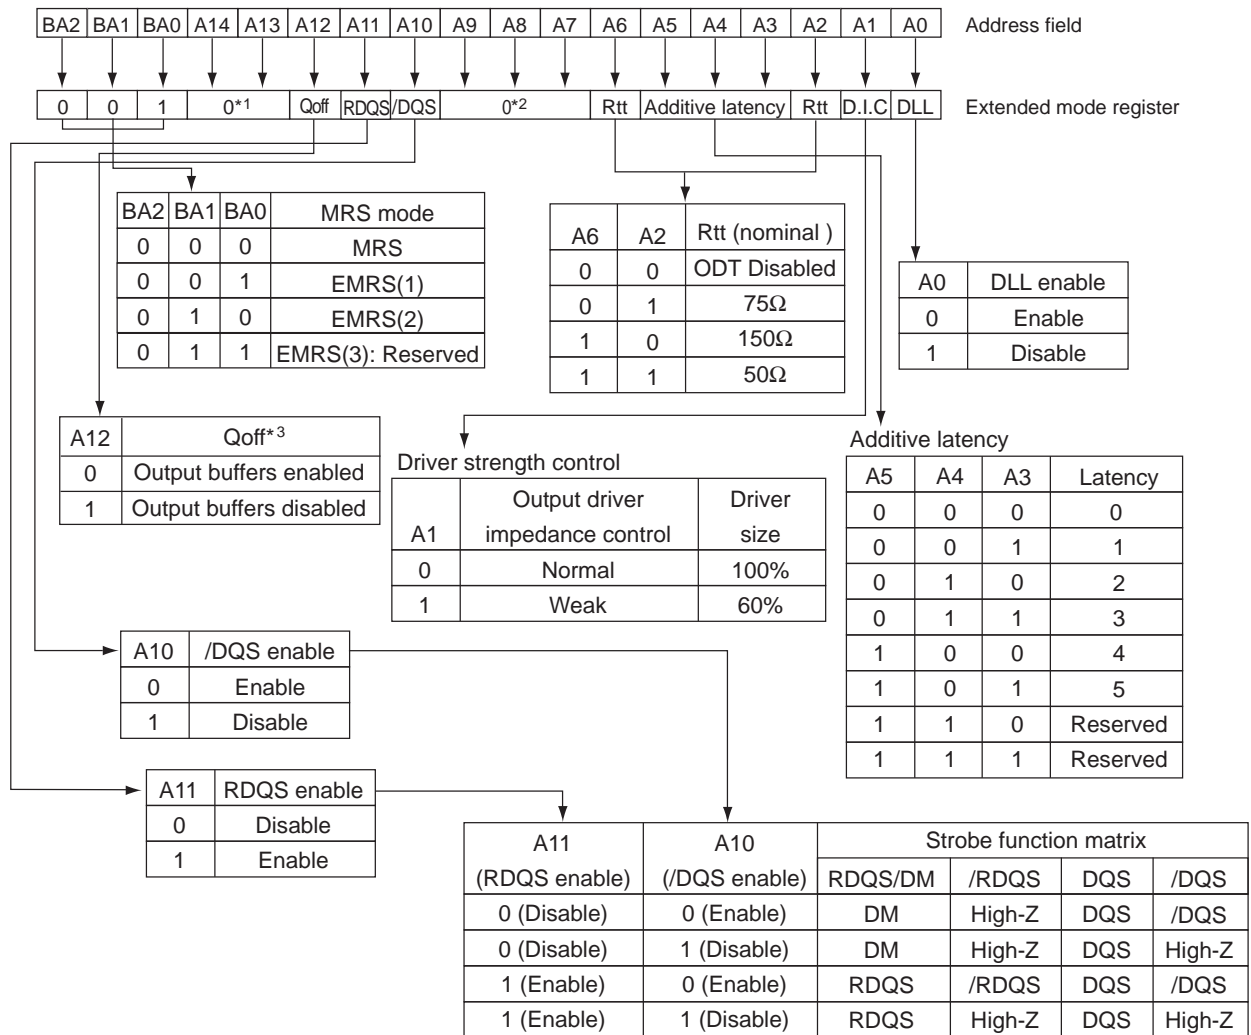 BA2 BA1 BA0 A14 A13 A12 A11 A10 A9 A8 A7 A6 A5 A4 A3 A2 A1 A0 Address field
0 0 1 0*1 Qoff RDQS /DQS 0*2 Rtt Additive latency Rtt D.I.C DLL Extended mode register
BA2 BA1 BA0 MRS mode
0 0 0 MRS
0 0 1 EMRS(1)
0 1 0 EMRS(2)
0 1 1 EMRS(3): Reserved
A6 A2 Rtt (nominal )
0 0 ODT Disabled
0 1 75Ω
1 0 150Ω
1 1 50Ω
A0 DLL enable
0 Enable
1 Disable
A12 Qoff*3
0 Output buffers enabled
1 Output buffers disabled
Driver strength control
A1 Output driver impedance control Driver size
0 Normal 100%
1 Weak 60%
Additive latency
A5 A4 A3 Latency
0 0 0 0
0 0 1 1
0 1 0 2
0 1 1 3
1 0 0 4
1 0 1 5
1 1 0 Reserved
1 1 1 Reserved
A10 /DQS enable
0 Enable
1 Disable
A11 RDQS enable
0 Disable
1 Enable
A11 A10 Strobe function matrix
(RDQS enable) (/DQS enable) RDQS/DM /RDQS DQS /DQS
0 (Disable) 0 (Enable) DM High-Z DQS /DQS
0 (Disable) 1 (Disable) DM High-Z DQS High-Z
1 (Enable) 0 (Enable) RDQS /RDQS DQS /DQS
1 (Enable) 1 (Disable) RDQS High-Z DQS High-Z